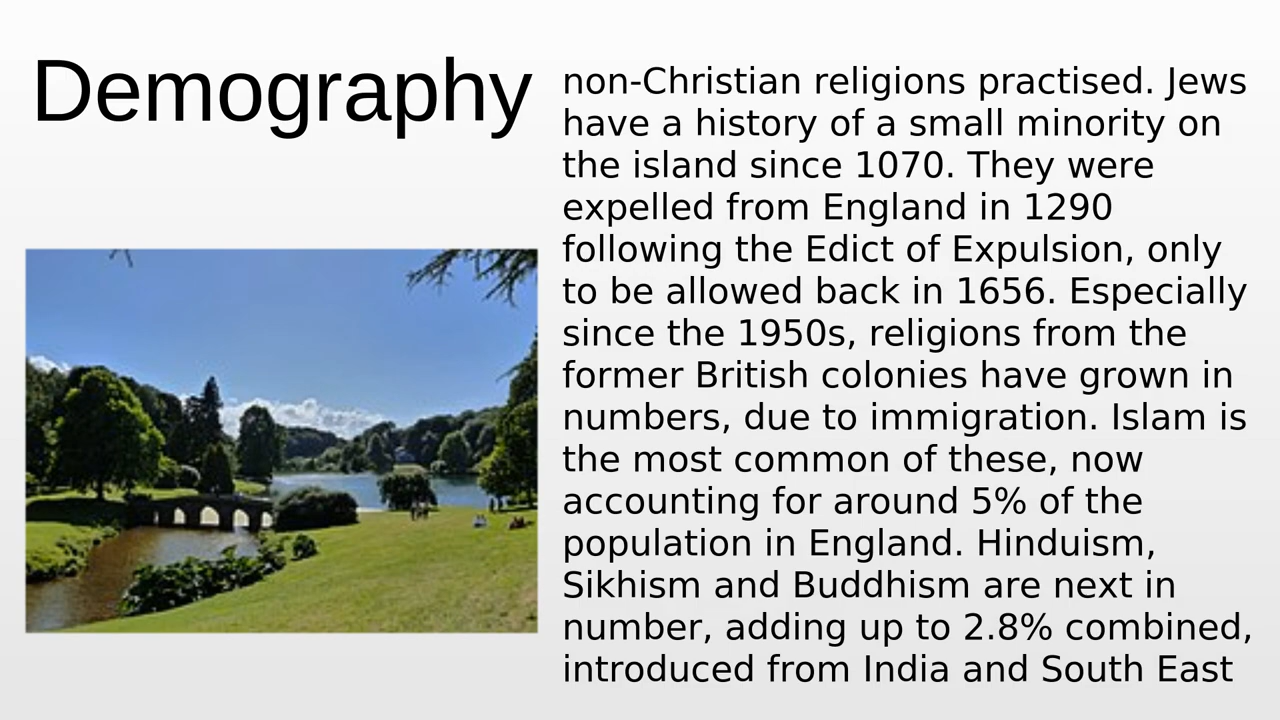 Demography
non-Christian religions practised. Jews
have a history of a small minority on
the island since 1070. They were
expelled from England in 1290
following the Edict of Expulsion, only
to be allowed back in 1656. Especially
since the 1950s, religions from the
former British colonies have grown in
numbers, due to immigration. Islam is
the most common of these, now
accounting for around 5% of the
population in England. Hinduism,
Sikhism and Buddhism are next in
number, adding up to 2.8% combined,
introduced from India and South East